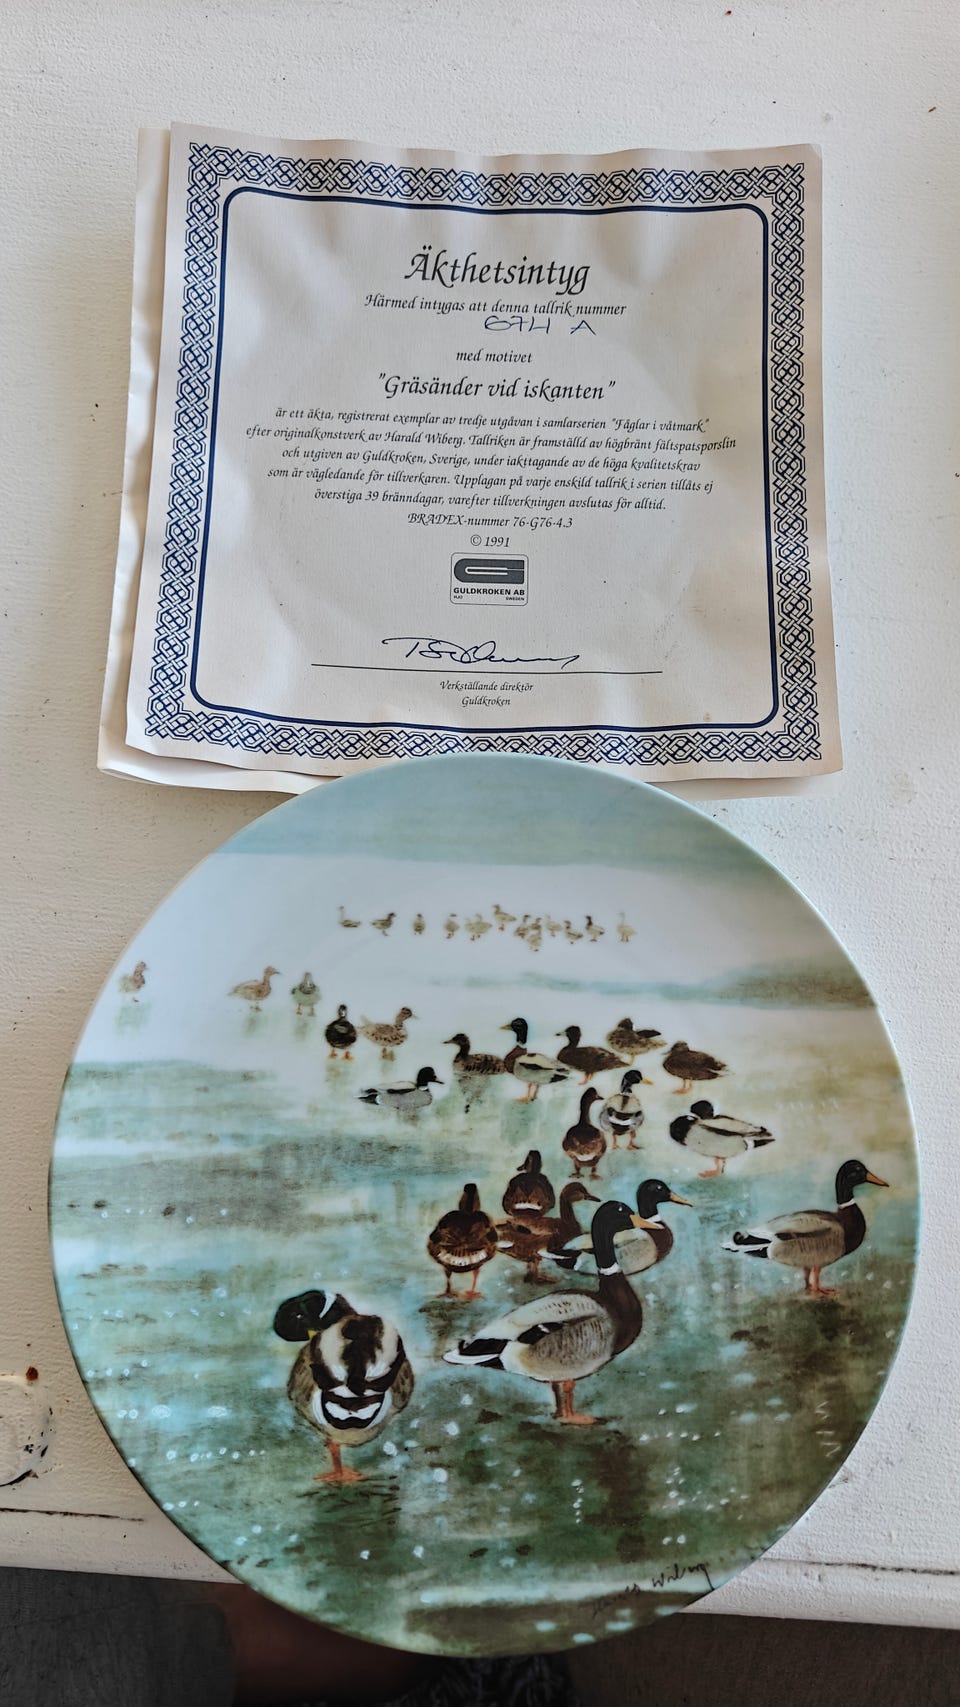 Äkthetsintyg
Härmed intygas att denna tallrik nummer
674 A
med motivet
"Gräsänder vid iskanten"
är ett äkta, registrerat exemplar av tredje utgåvan i samlarserien "Fåglar i våtmark"
efter originalkonstverk av Harald Wiberg. Tallriken är framställd av högbränt fältspatsporslin
och utgiven av Guldkroken, Sverige, under iakttagande av de höga kvalitetskrav
som är vägledande för tillverkaren. Upplagan på varje enskild tallrik i serien tillåts ej
överstiga 39 bränndagar, varefter tillverkningen avslutas för alltid.
BRADEX-nummer 76-G76-4.3
© 1991
GULDKROKEN AB
HJO SWEDEN
Verkställande direktör
Guldkroken
Harald Wiberg